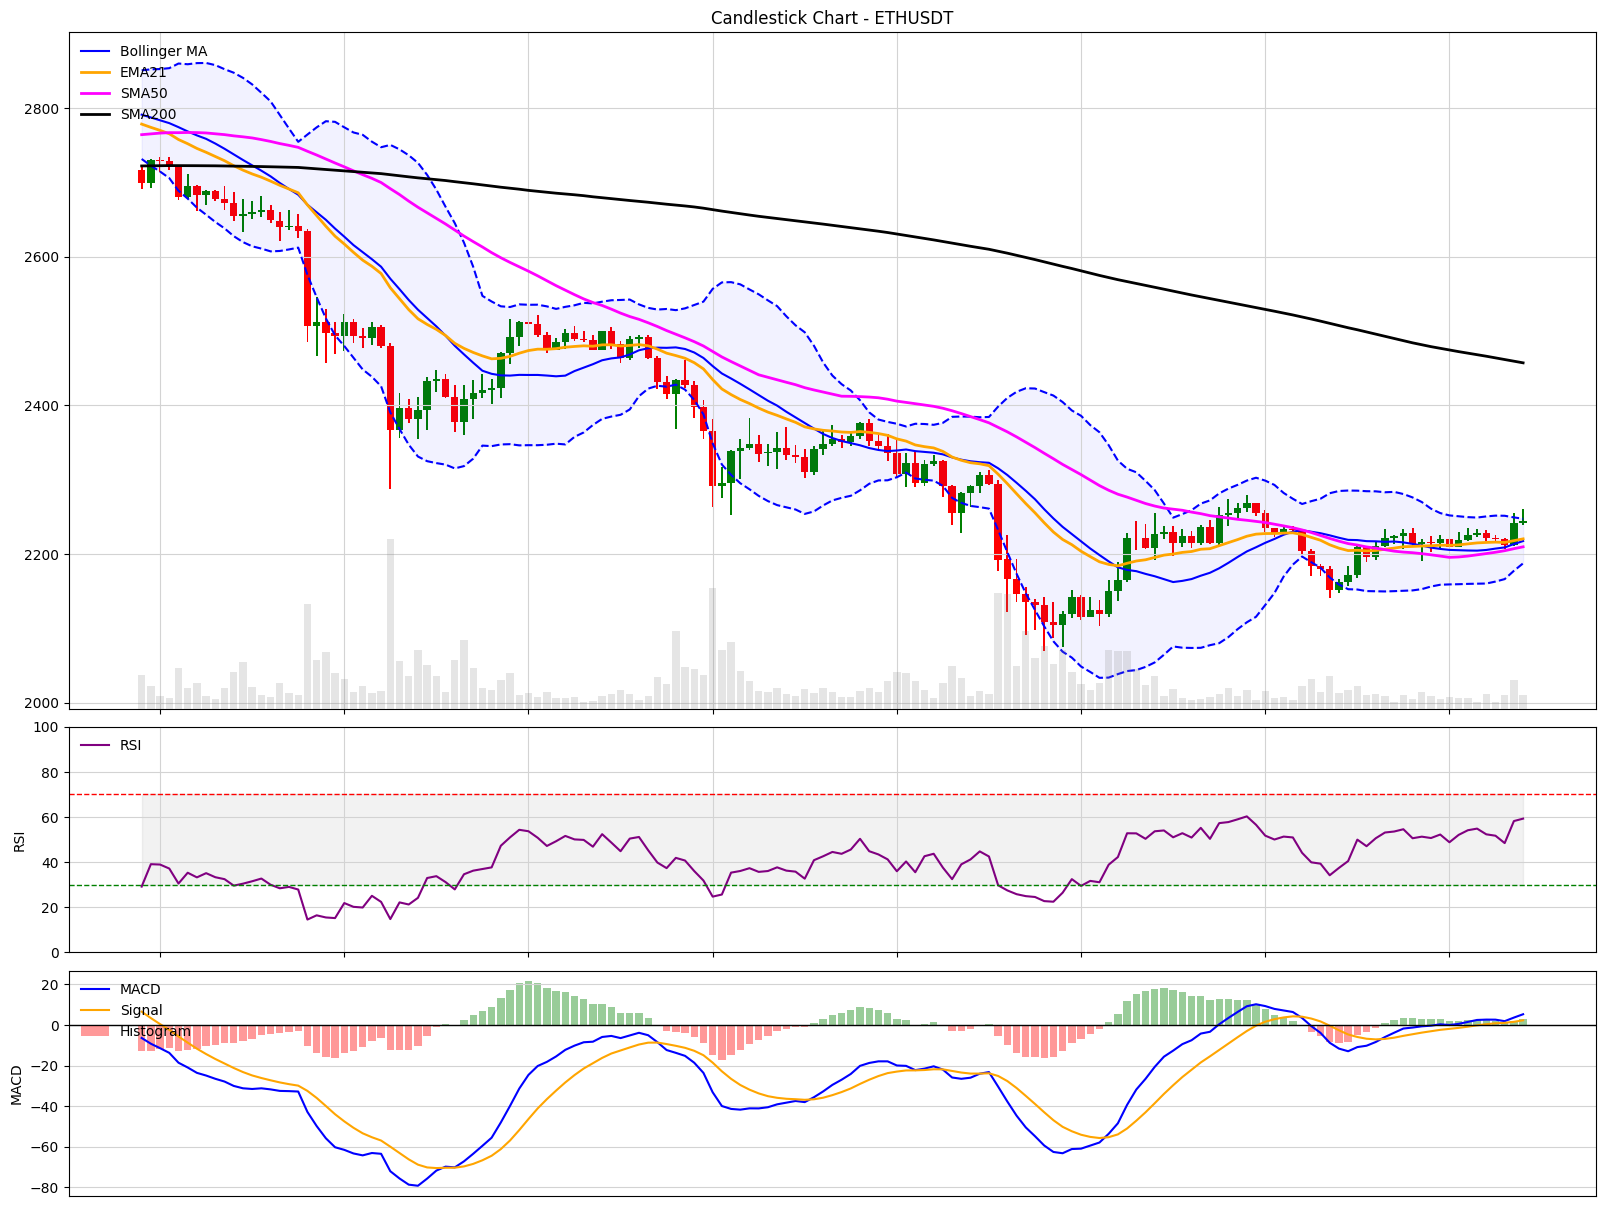 Candlestick Chart - ETHUSDT
Bollinger MA
EMA21
SMA50
SMA200
2800
2600
2400
2200
2000
RSI
100
80
60
40
20
0
RSI
MACD
Signal
Histogram
20
0
−20
−40
−60
−80
MACD